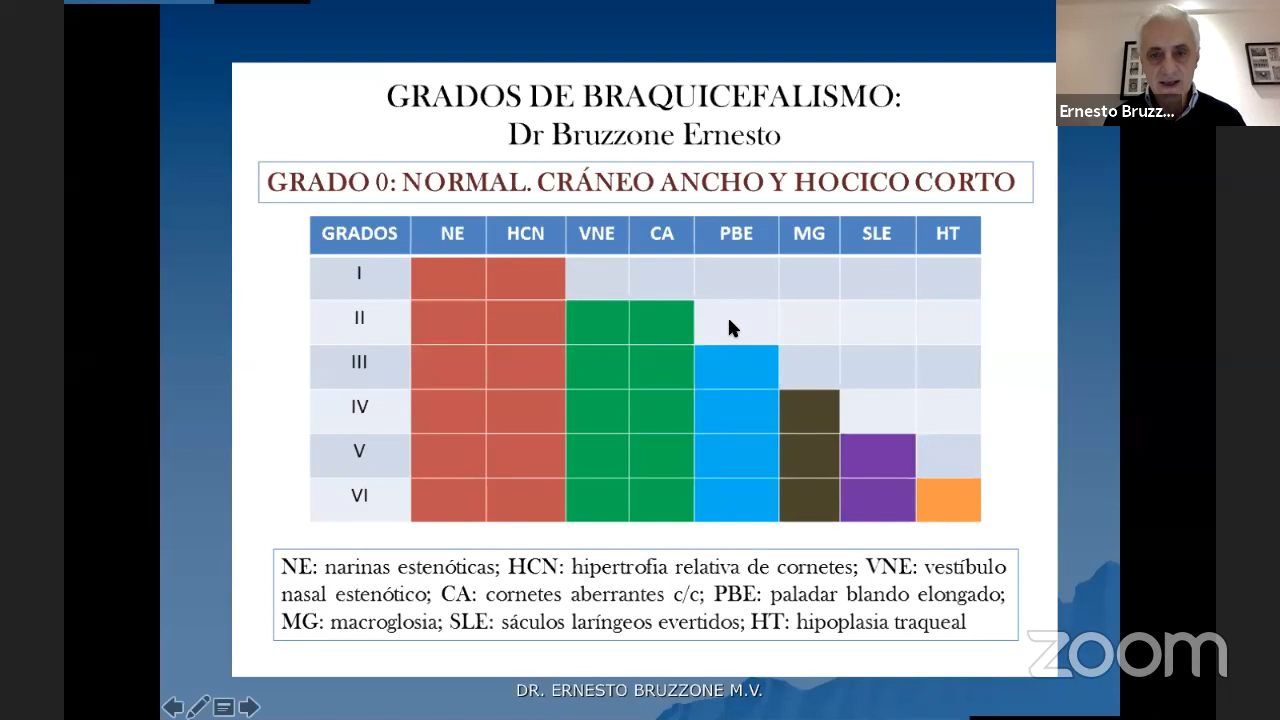 GRADOS DE BRAQUICEFALISMO:
Dr Bruzzone Ernesto
Ernesto Bruzz...
GRADO 0: NORMAL. CRÁNEO ANCHO Y HOCICO CORTO
GRADOS NE HCN VNE CA PBE MG SLE HT
I
II
III
IV
V
VI
NE: narinas estenóticas; HCN: hipertrofia relativa de cornetes; VNE: vestíbulo
nasal estenótico; CA: cornetes aberrantes c/c; PBE: paladar blando elongado;
MG: macroglosia; SLE: sáculos laríngeos evertidos; HT: hipoplasia traqueal
zoom
DR. ERNESTO BRUZZONE M.V.